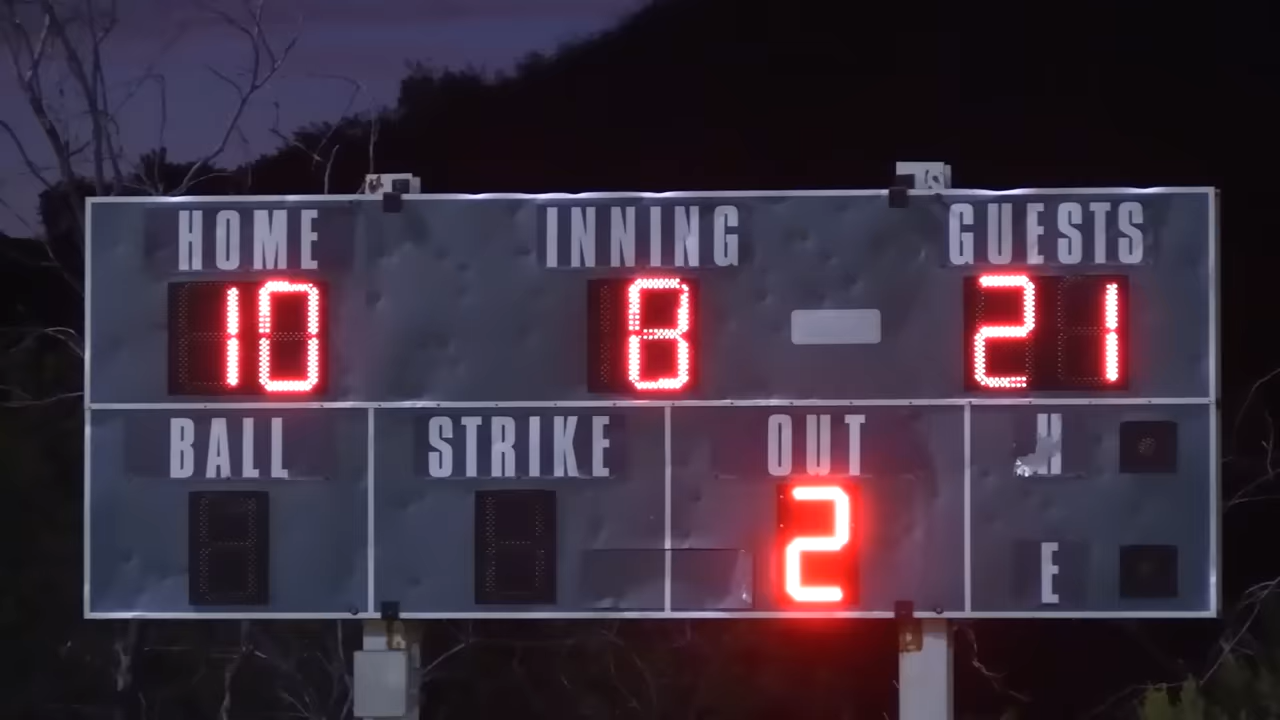 HOME INNING GUESTS
10 8 21
BALL STRIKE OUT H
2
E